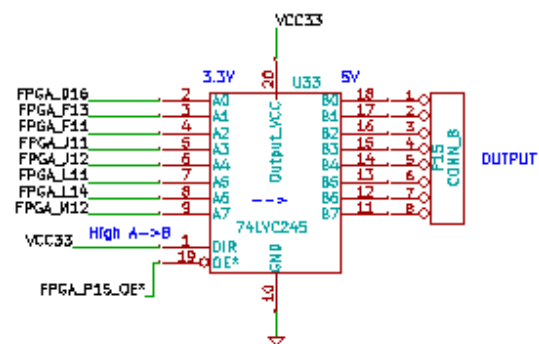 VCC33
3.3V 20 U33 5V
FPGA_D16 2 A0 B0 18 1
FPGA_F13 3 A1 B1 17 2
FPGA_F11 4 A2 B2 16 3
FPGA_J11 5 A3 B3 15 4
FPGA_J12 6 A4 B4 14 5
FPGA_L11 7 A5 B5 13 6
FPGA_L14 8 A6 B6 12 7
FPGA_M12 9 A7 B7 11 8
Output_VCC
-->
P15
CONN_B
OUTPUT
74LVC245
High A->B
VCC33 1 DIR
19 OE*
GND
FPGA_P15_OE*
10